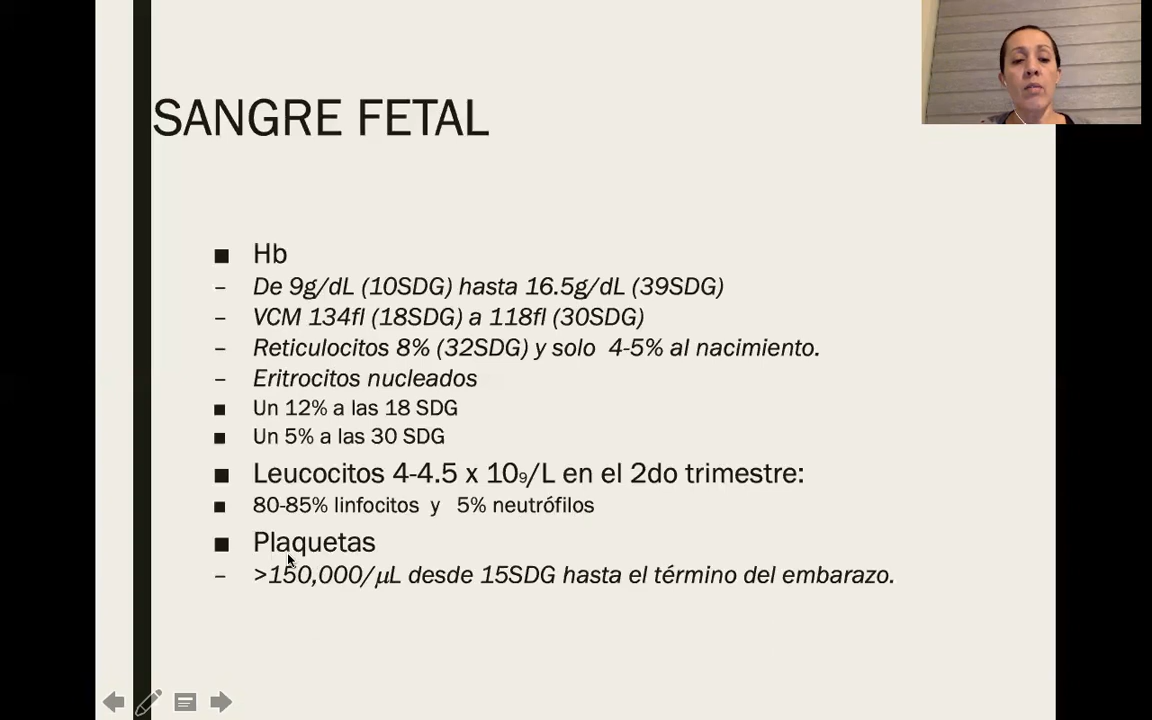 SANGRE FETAL
■ Hb
– De 9g/dL (10SDG) hasta 16.5g/dL (39SDG)
– VCM 134fl (18SDG) a 118fl (30SDG)
– Reticulocitos 8% (32SDG) y solo 4-5% al nacimiento.
– Eritrocitos nucleados
■ Un 12% a las 18 SDG
■ Un 5% a las 30 SDG
■ Leucocitos 4-4.5 x 10₉/L en el 2do trimestre:
■ 80-85% linfocitos y 5% neutrófilos
■ Plaquetas
– >150,000/μL desde 15SDG hasta el término del embarazo.